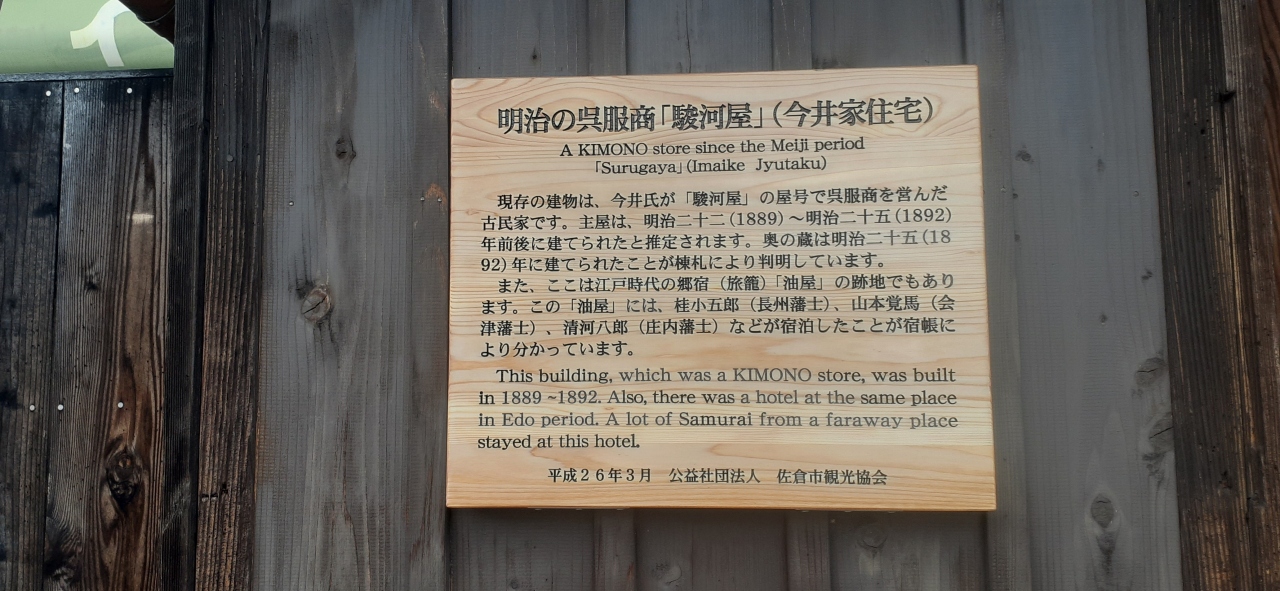 明治の呉服商「駿河屋」(今井家住宅)
A KIMONO store since the Meiji period
「Surugaya」(Imaike Jyutaku)
現存の建物は、今井氏が「駿河屋」の屋号で呉服商を営んだ
古民家です。主屋は、明治二十二(1889)～明治二十五(1892)
年前後に建てられたと推定されます。奥の蔵は明治二十五(18
92)年に建てられたことが棟札により判明しています。
また、ここは江戸時代の郷宿(旅籠)「油屋」の跡地でもあり
ます。この「油屋」には、桂小五郎(長州藩士)、山本覚馬(会
津藩士)、清河八郎(庄内藩士)などが宿泊したことが宿帳に
より分かっています。
This building, which was a KIMONO store, was built
in 1889 ~1892. Also, there was a hotel at the same place
in Edo period. A lot of Samurai from a faraway place
stayed at this hotel.
平成26年3月 公益社団法人 佐倉市観光協会